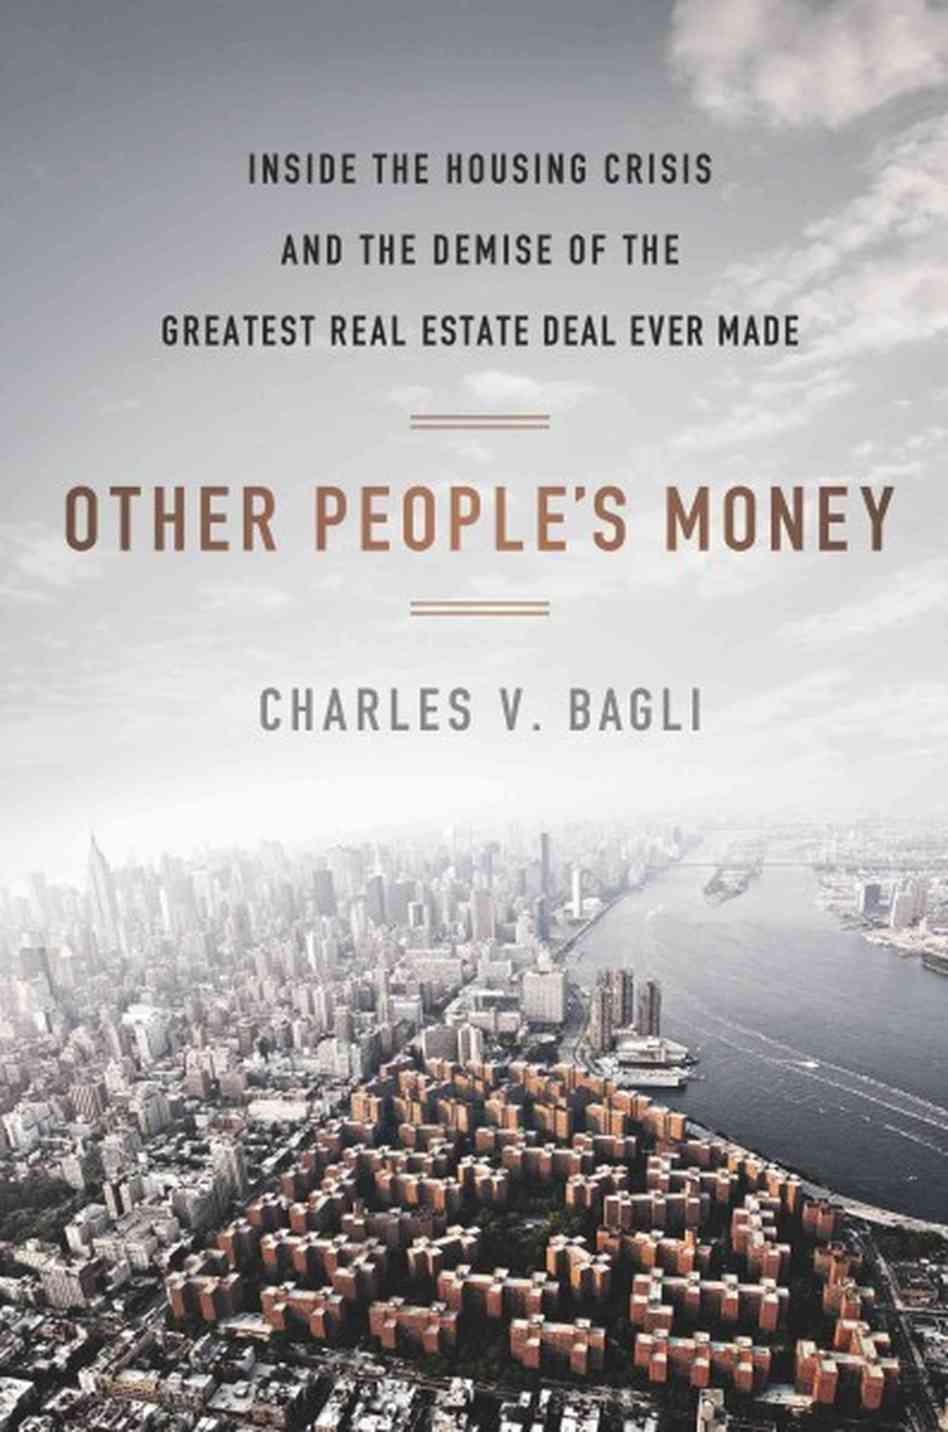 INSIDE THE HOUSING CRISIS
AND THE DEMISE OF THE
GREATEST REAL ESTATE DEAL EVER MADE
OTHER PEOPLE'S MONEY
CHARLES V. BAGLI